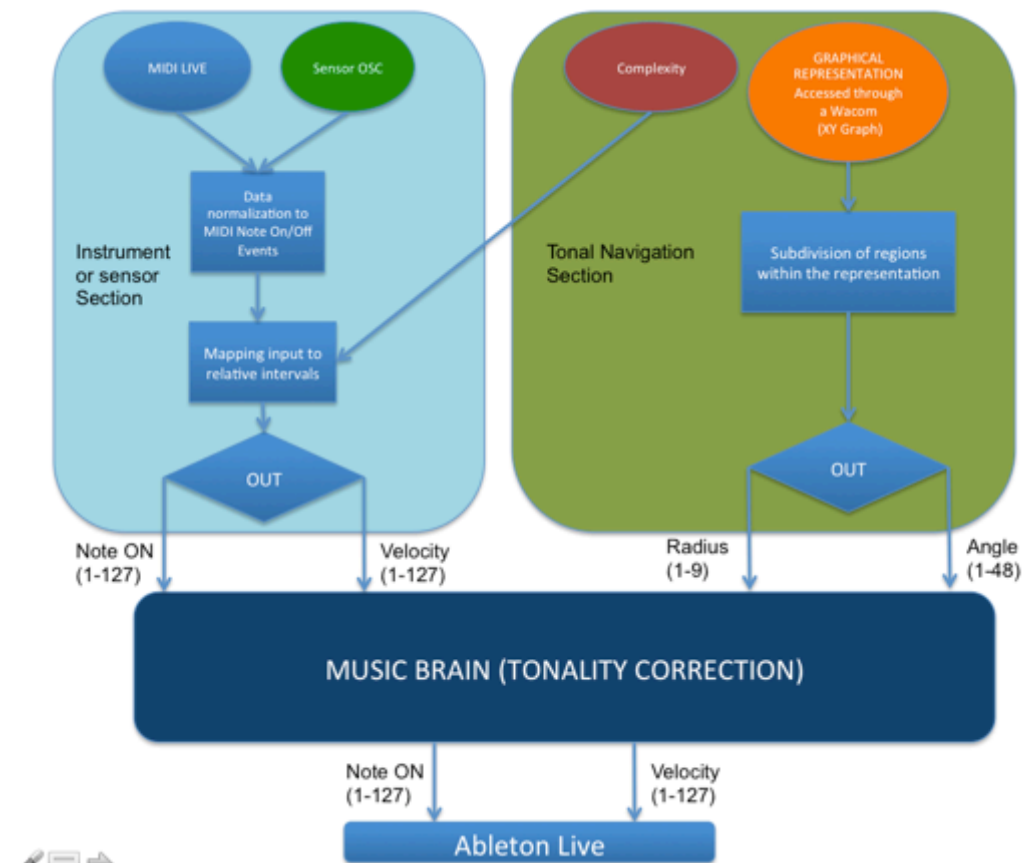 MIDI LIVE
Sensor OSC
Complexity
GRAPHICAL
REPRESENTATION
Accessed through
a Wacom
(XY Graph)
Data
normalization to
MIDI Note On/Off
Events
Instrument
or sensor
Section
Mapping input to
relative intervals
OUT
Tonal Navigation
Section
Subdivision of regions
within the representation
OUT
Note ON
(1-127)
Velocity
(1-127)
Radius
(1-9)
Angle
(1-48)
MUSIC BRAIN (TONALITY CORRECTION)
Note ON
(1-127)
Velocity
(1-127)
Ableton Live